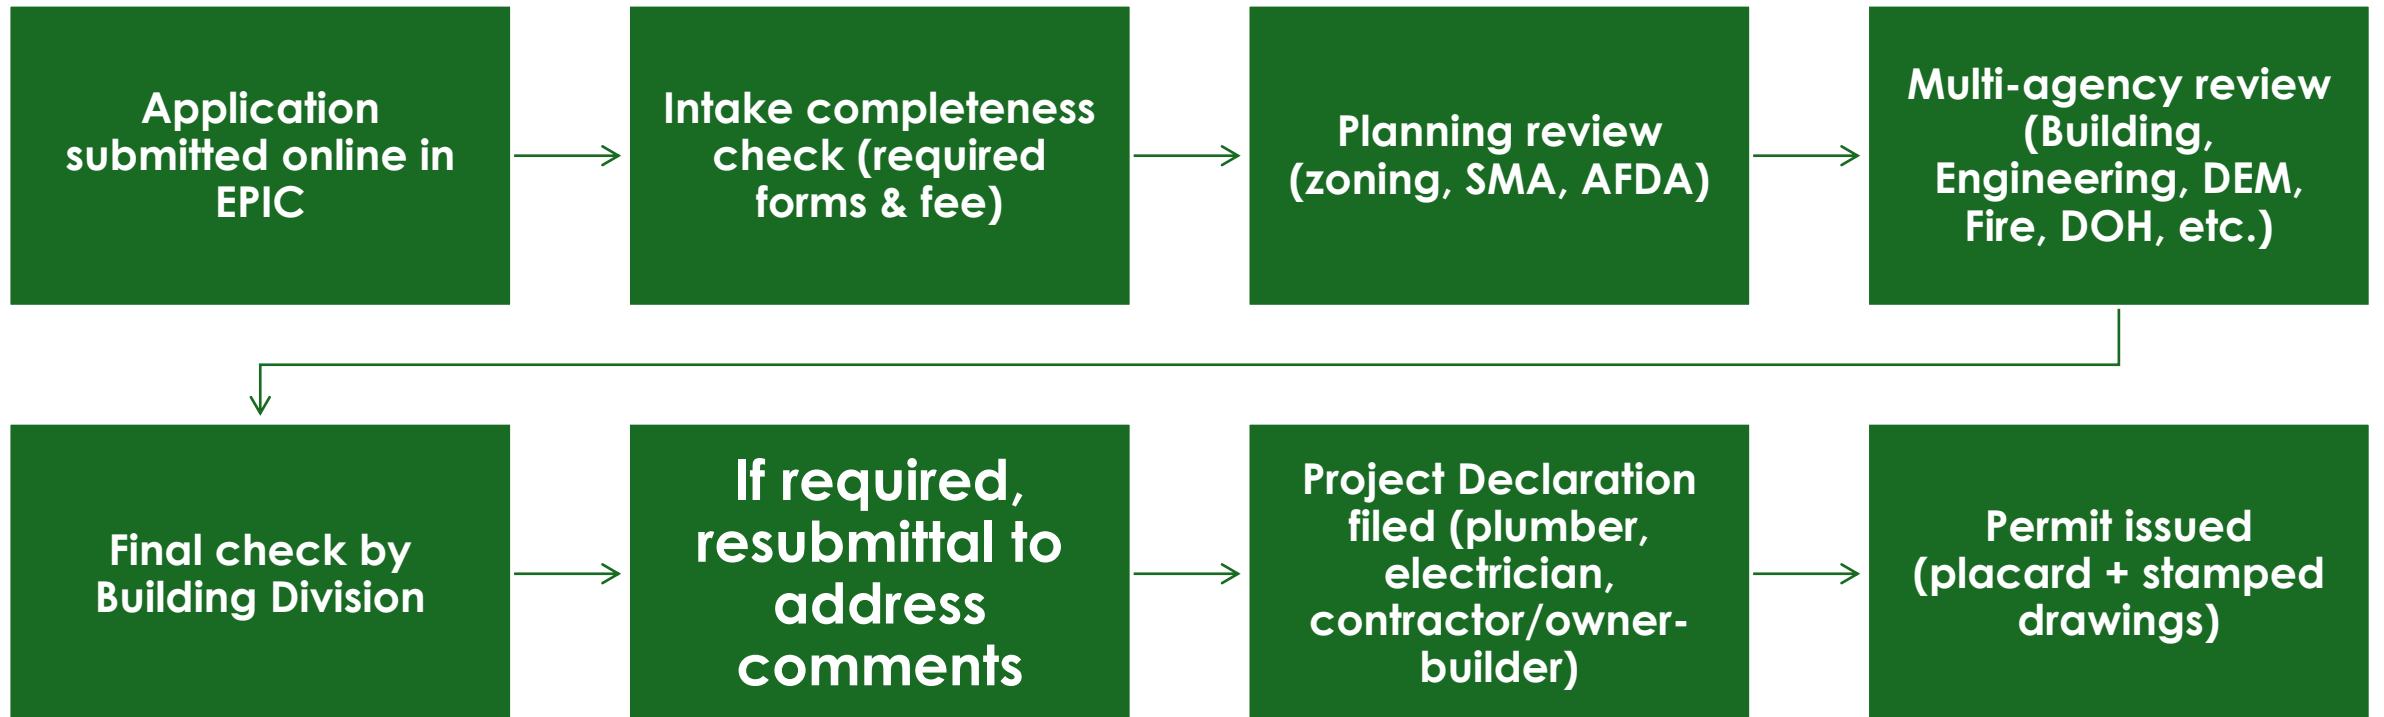 Application
submitted online in
EPIC
Intake completeness
check (required
forms & fee)
Planning review
(zoning, SMA, AFDA)
Multi-agency review
(Building,
Engineering, DEM,
Fire, DOH, etc.)
Final check by
Building Division
If required,
resubmittal to
address
comments
Project Declaration
filed (plumber,
electrician,
contractor/owner-
builder)
Permit issued
(placard + stamped
drawings)